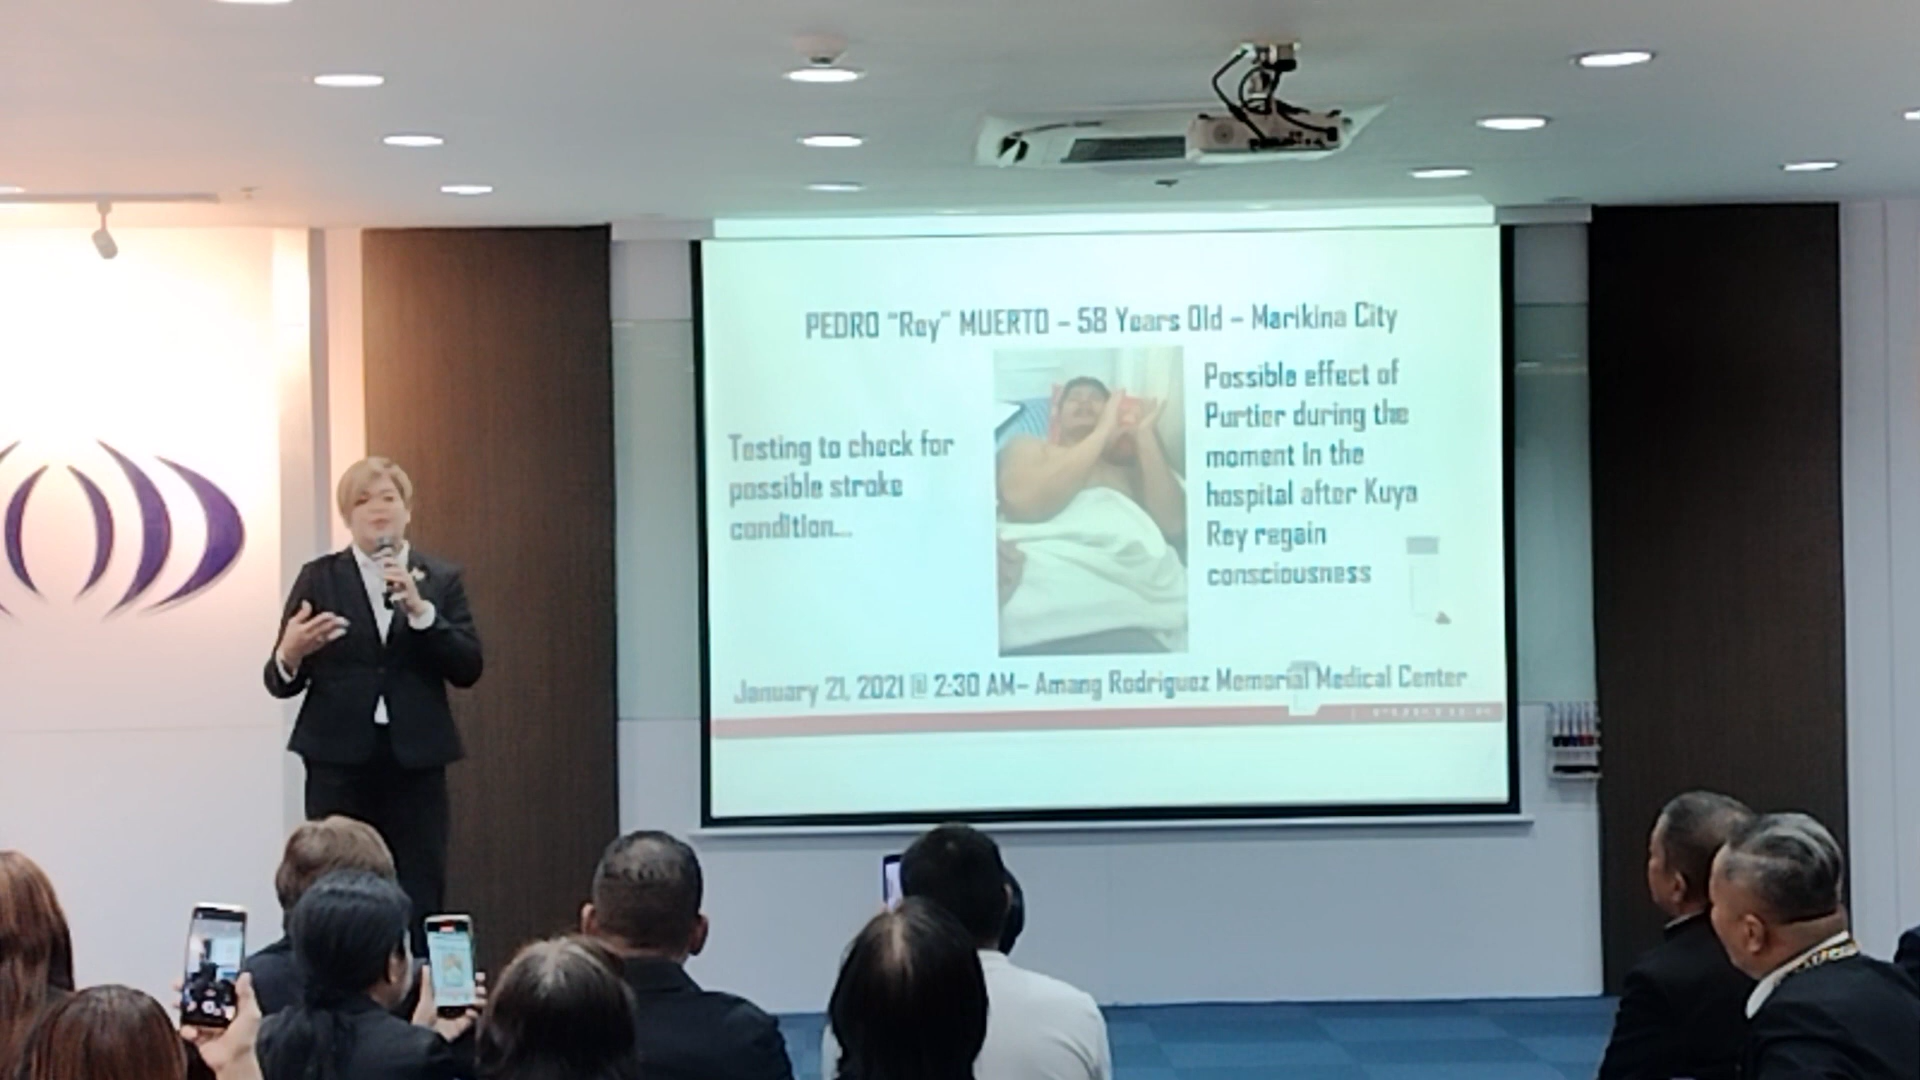 PEDRO "Rey" MUERTO – 58 Years Old – Marikina City
Testing to check for
possible stroke
condition...
Possible effect of
Purtier during the
moment in the
hospital after Kuya
Rey regain
consciousness
January 21, 2021 @ 2:30 AM– Amang Rodriguez Memorial Medical Center